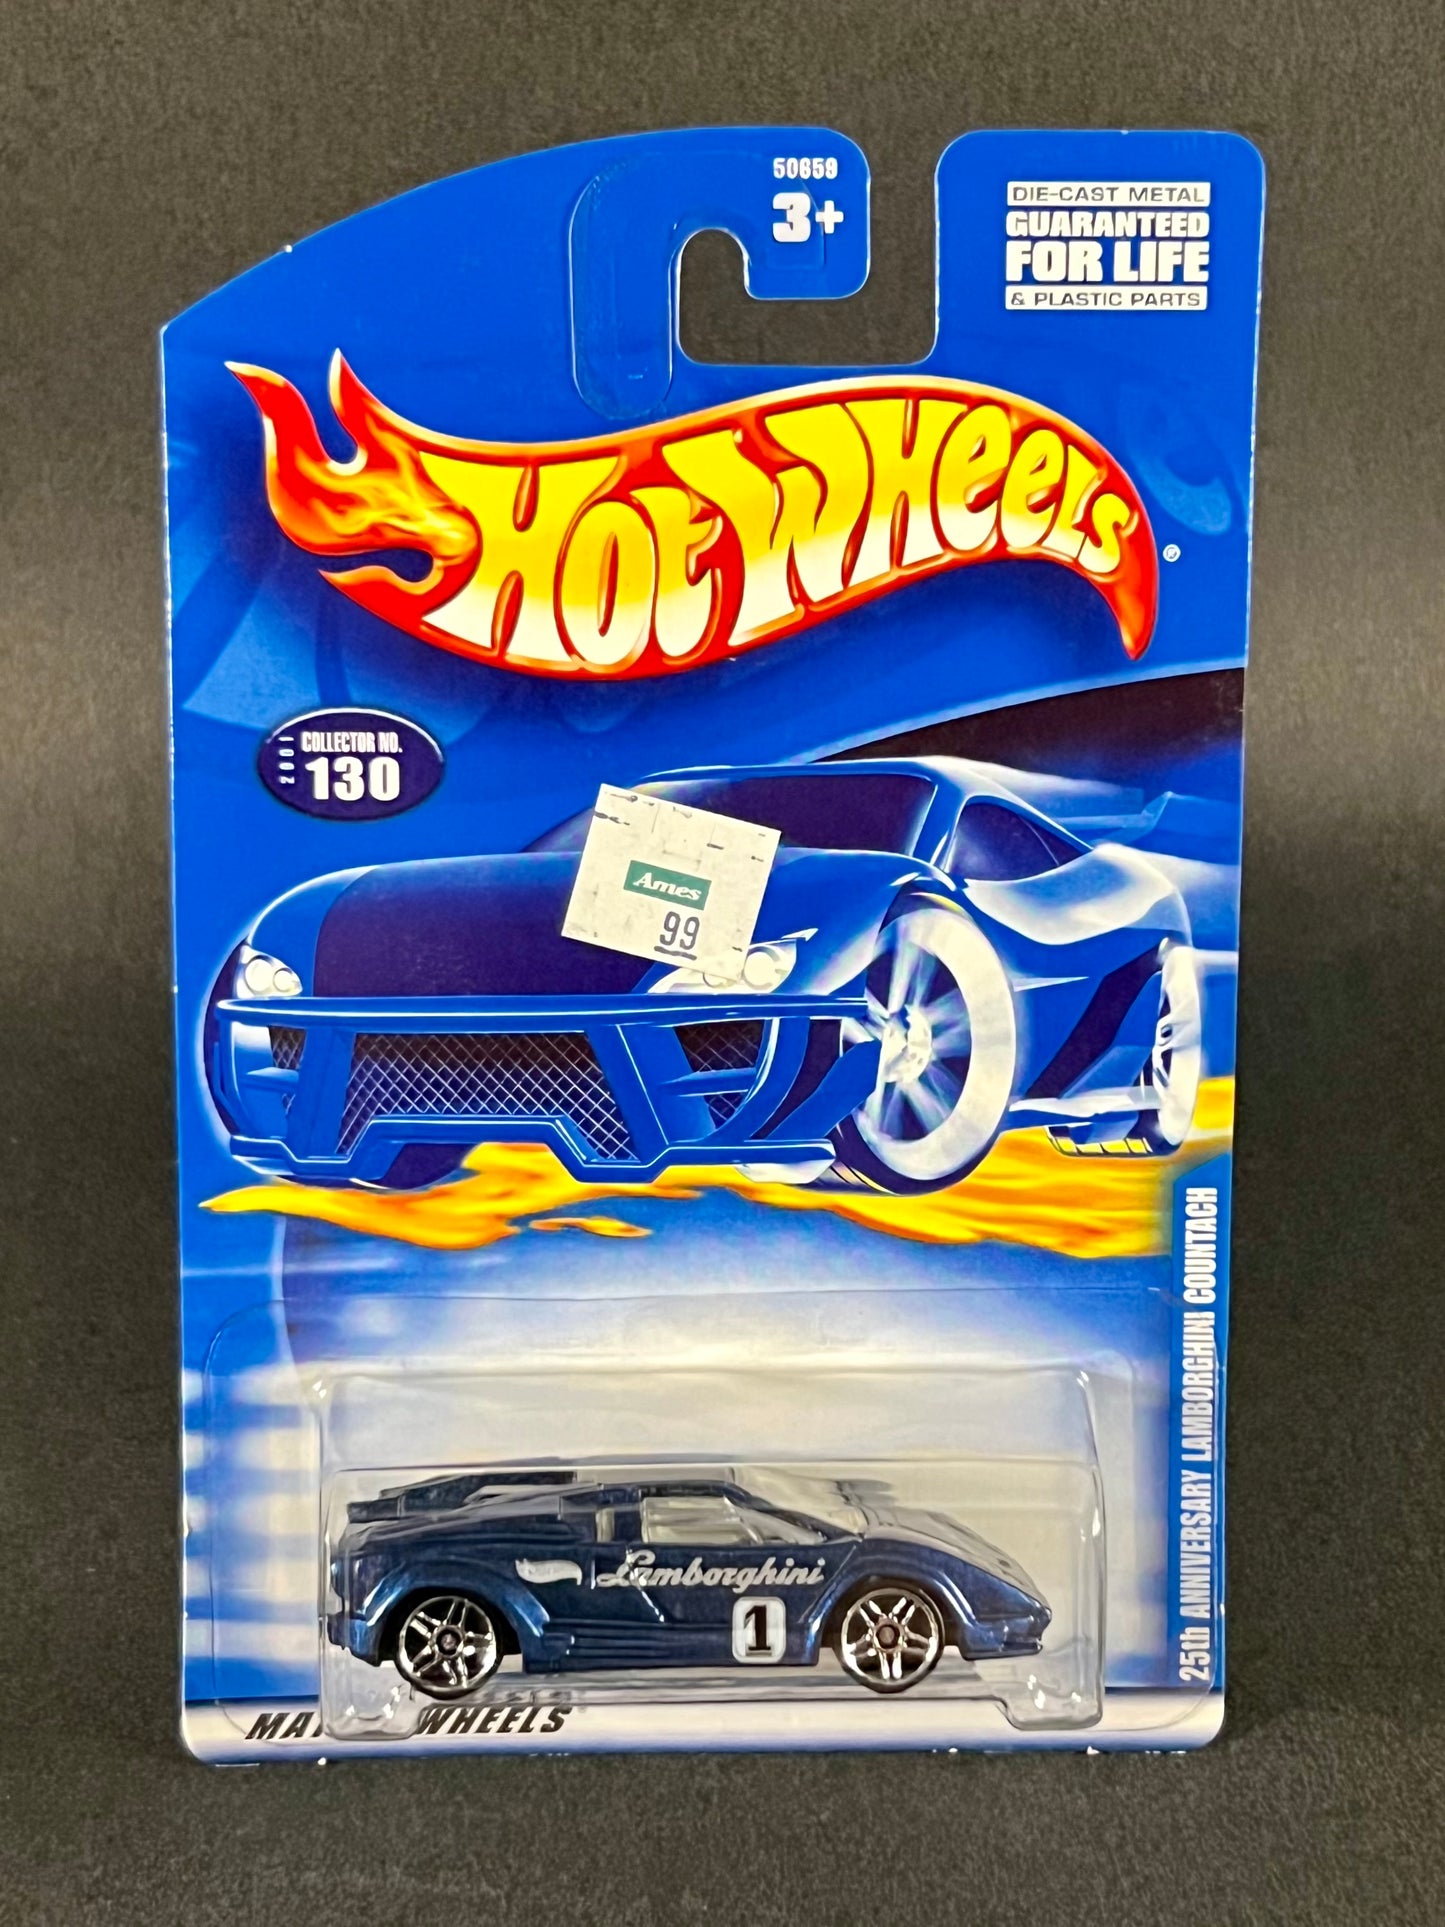 50659
3+
DIE-CAST METAL
GUARANTEED
FOR LIFE
& PLASTIC PARTS
HOT WHEELS ®
2001
COLLECTOR NO.
130
Ames
99
25th ANNIVERSARY LAMBORGHINI COUNTACH
Lamborghini
1
WHEELS